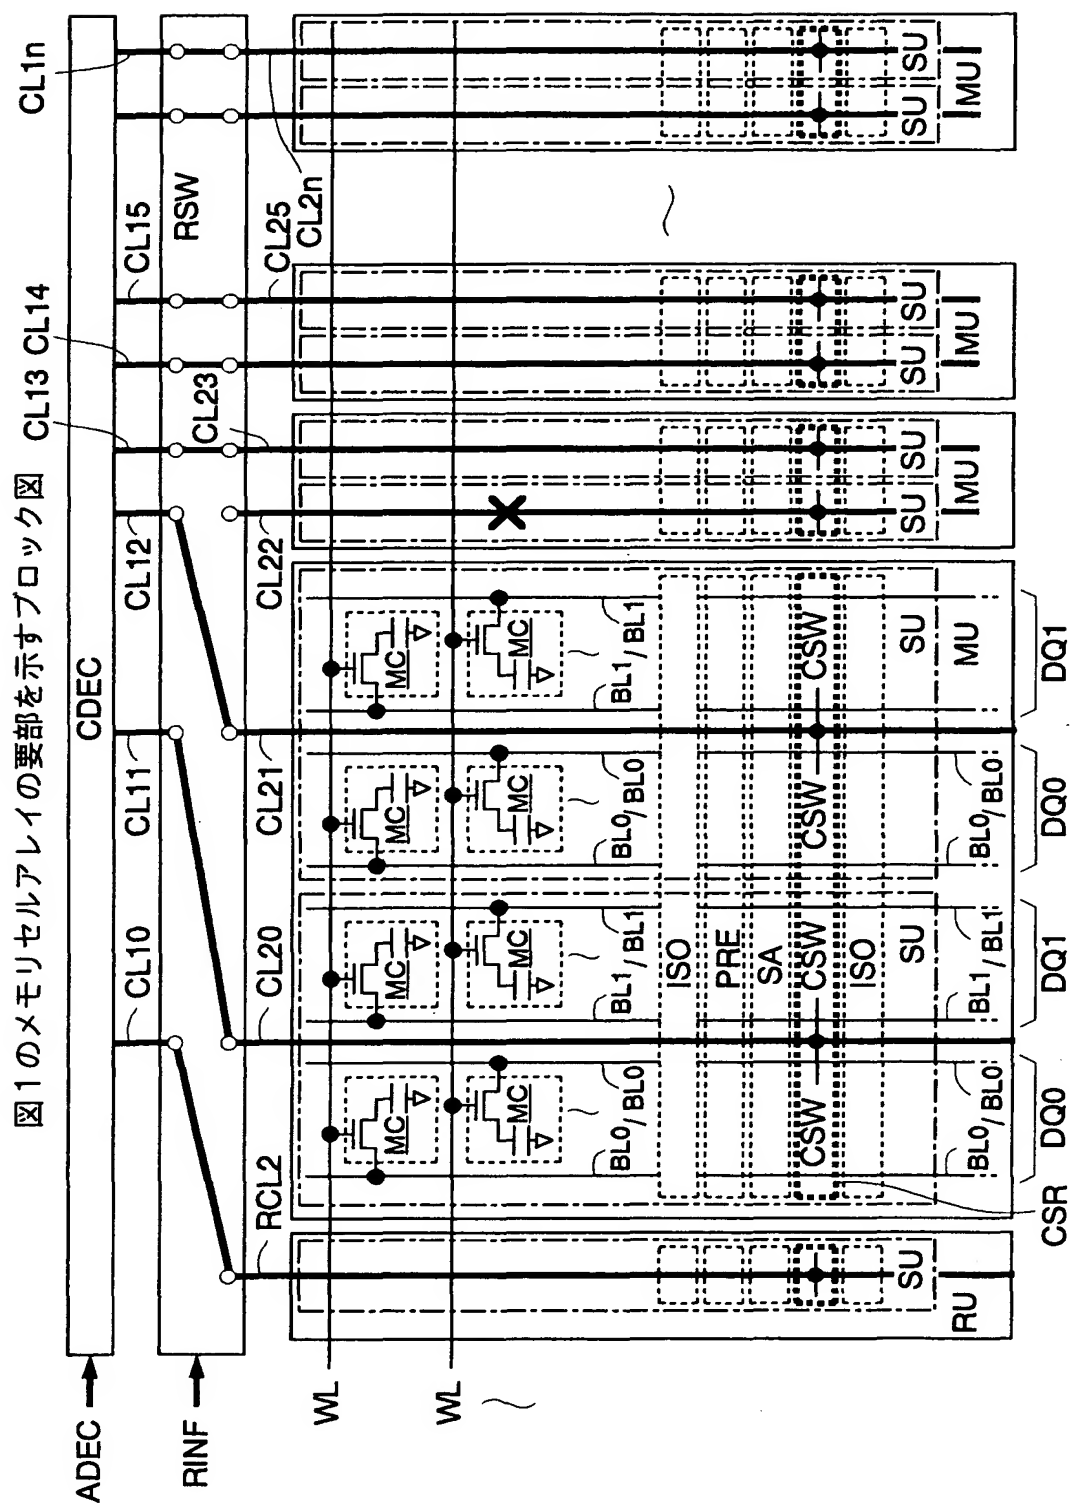 図1のメモリセルアレイの要部を示すブロック図
ADEC
CDEC
RINF
RSW
CL10
CL11
CL12
CL13
CL14
CL15
CL1n
RCL2
CL20
CL21
CL22
CL23
CL25
CL2n
WL
WL
MC
MC
MC
MC
MC
MC
MC
MC
BL0/BL0
BL1/BL1
BL0/BL0
BL1/BL1
ISO
PRE
SA
CSW
CSW
CSW
CSW
ISO
SU
SU
SU
SU
SU
SU
SU
SU
SU
RU
MU
MU
MU
MU
BL0/BL0
BL1/BL1
BL0/BL0
CSR
DQ0
DQ1
DQ0
DQ1